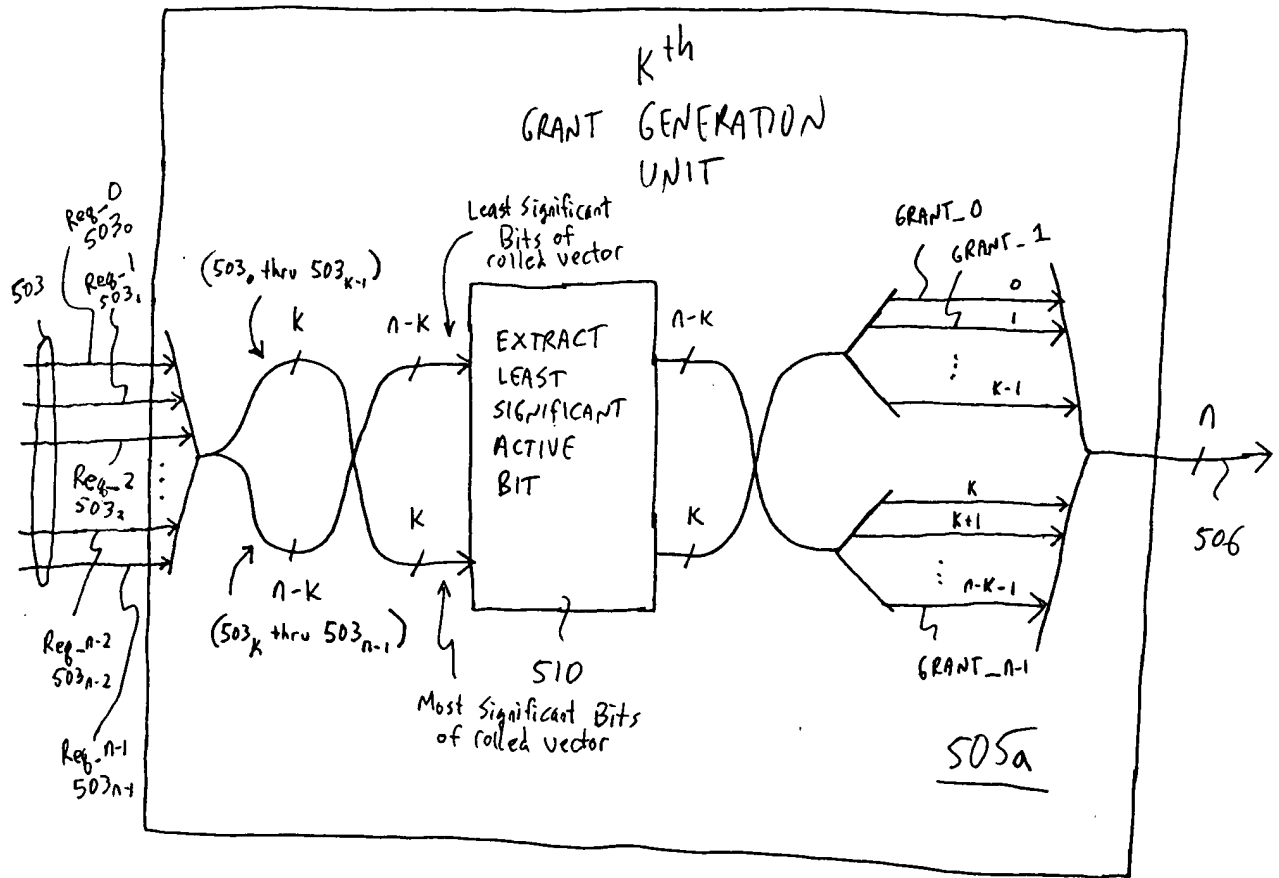 Kth
GRANT GENERATION
UNIT
Req_0
503₀
503
Req_1
503₁
Req_2
503₂
⋮
Req_n-2
503n-2
Req_n-1
503n-1
(503₀ thru 503K-1)
K
n-K
(503K thru 503n-1)
Least Significant
Bits of
rolled vector
n-K
K
Most Significant Bits
of rolled vector
EXTRACT
LEAST
SIGNIFICANT
ACTIVE
BIT
510
n-K
K
GRANT_0
GRANT_1
0
1
⋮
K-1
K
K+1
⋮
n-K-1
GRANT_n-1
n
506
505a